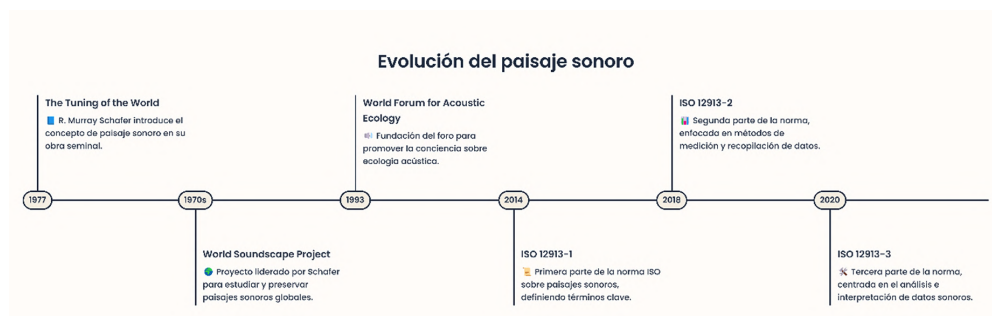 Evolución del paisaje sonoro
The Tuning of the World
R. Murray Schafer introduce el
concepto de paisaje sonoro en su
obra seminal.
World Forum for Acoustic
Ecology
Fundación del foro para
promover la conciencia sobre
ecología acústica.
ISO 12913-2
Segunda parte de la norma,
enfocada en métodos de
medición y recopilación de datos.
1977
1970s
1993
2014
2018
2020
World Soundscape Project
Proyecto liderado por Schafer
para estudiar y preservar
paisajes sonoros globales.
ISO 12913-1
Primera parte de la norma ISO
sobre paisajes sonoros,
definiendo términos clave.
ISO 12913-3
Tercera parte de la norma,
centrada en el análisis e
interpretación de datos sonoros.